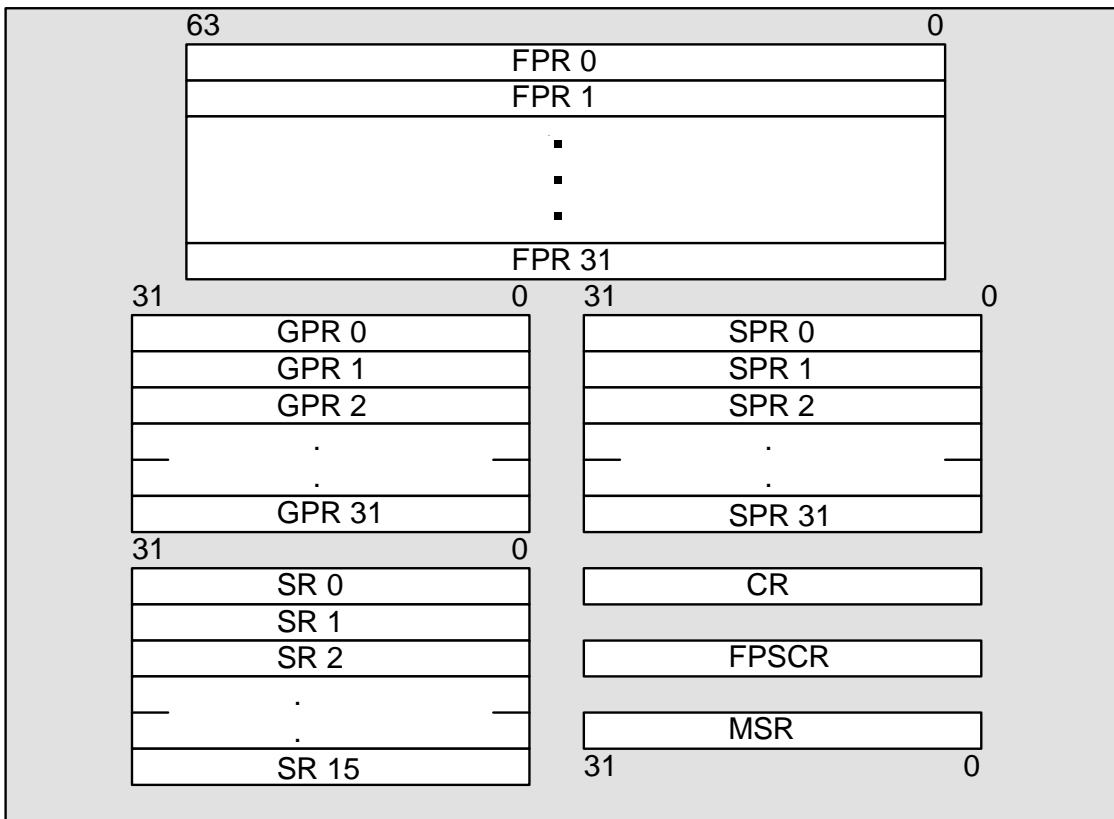 63 0
FPR 0
FPR 1
FPR 31
31 0 31 0
GPR 0 SPR 0
GPR 1 SPR 1
GPR 2 SPR 2
. .
. .
GPR 31 SPR 31
31 0
SR 0 CR
SR 1
SR 2 FPSCR
.
. MSR
SR 15 31 0